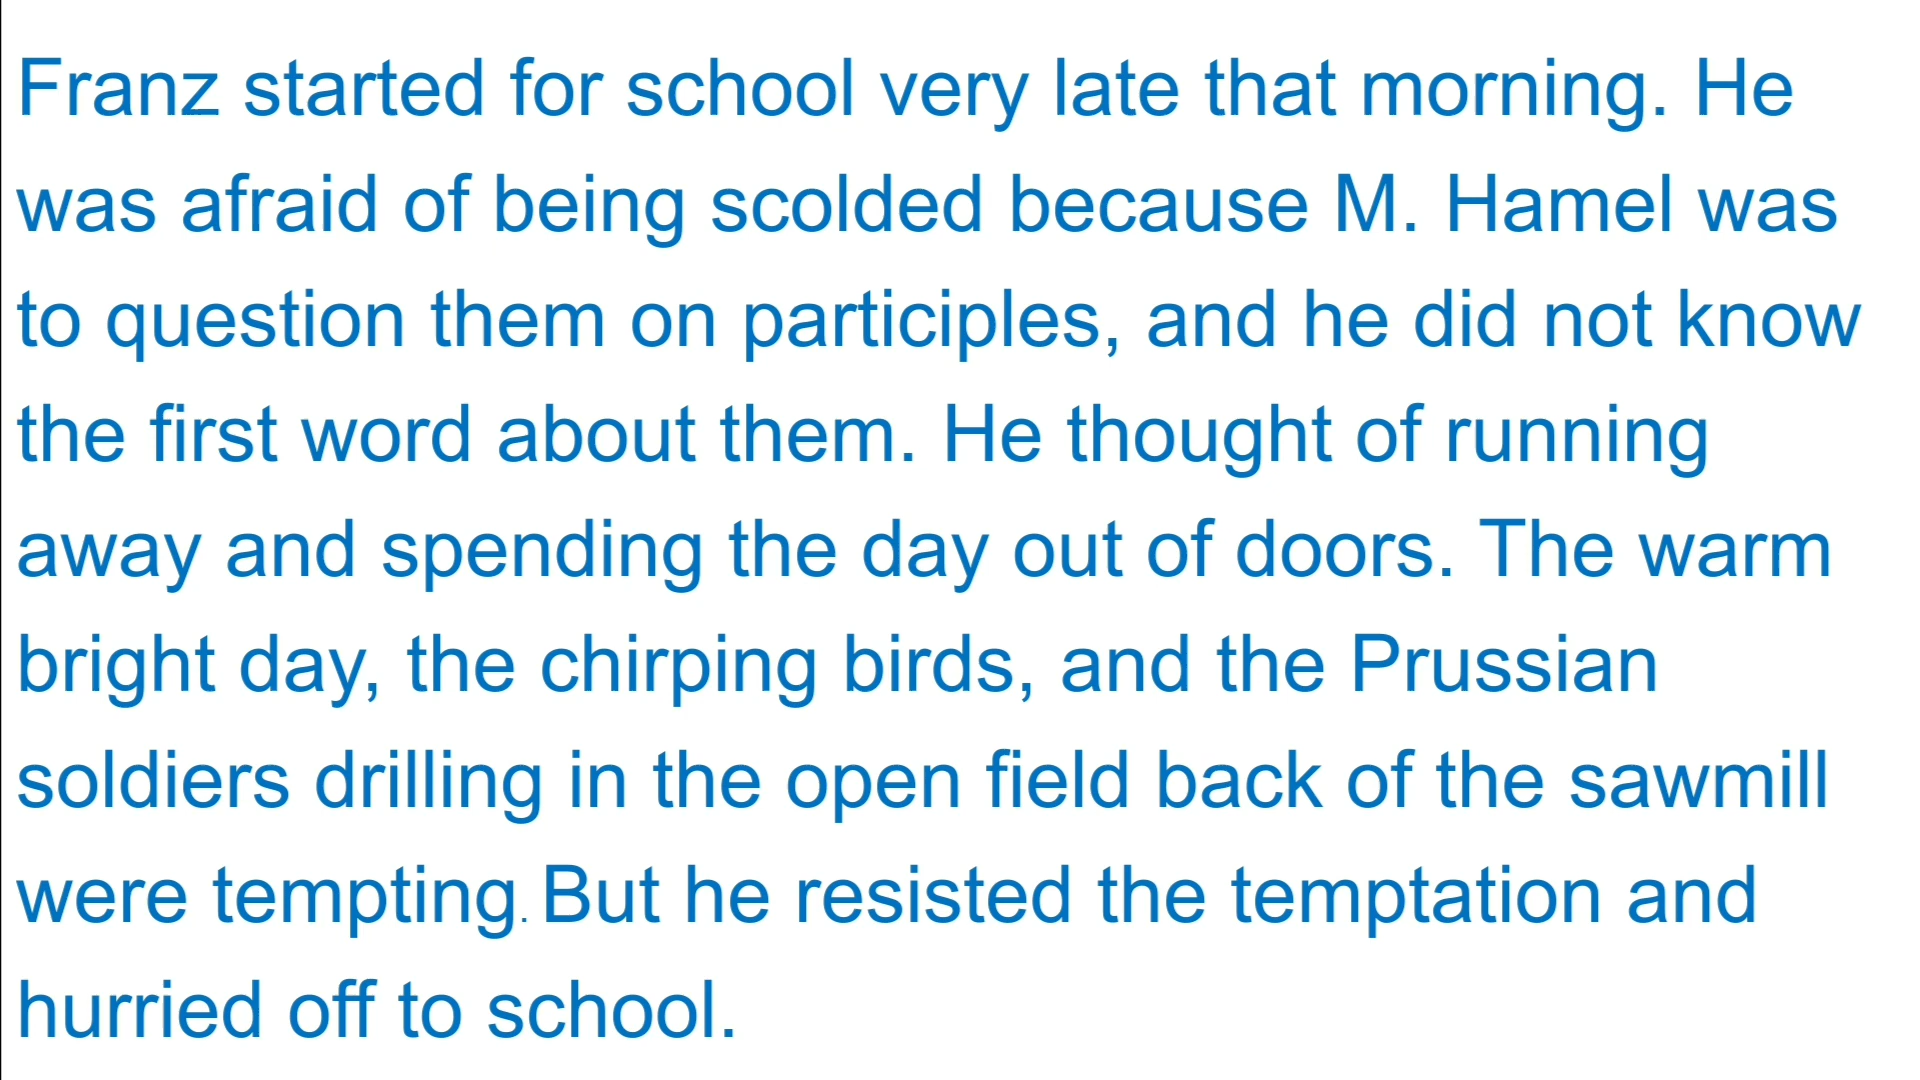 Franz started for school very late that morning. He
was afraid of being scolded because M. Hamel was
to question them on participles, and he did not know
the first word about them. He thought of running
away and spending the day out of doors. The warm
bright day, the chirping birds, and the Prussian
soldiers drilling in the open field back of the sawmill
were tempting. But he resisted the temptation and
hurried off to school.